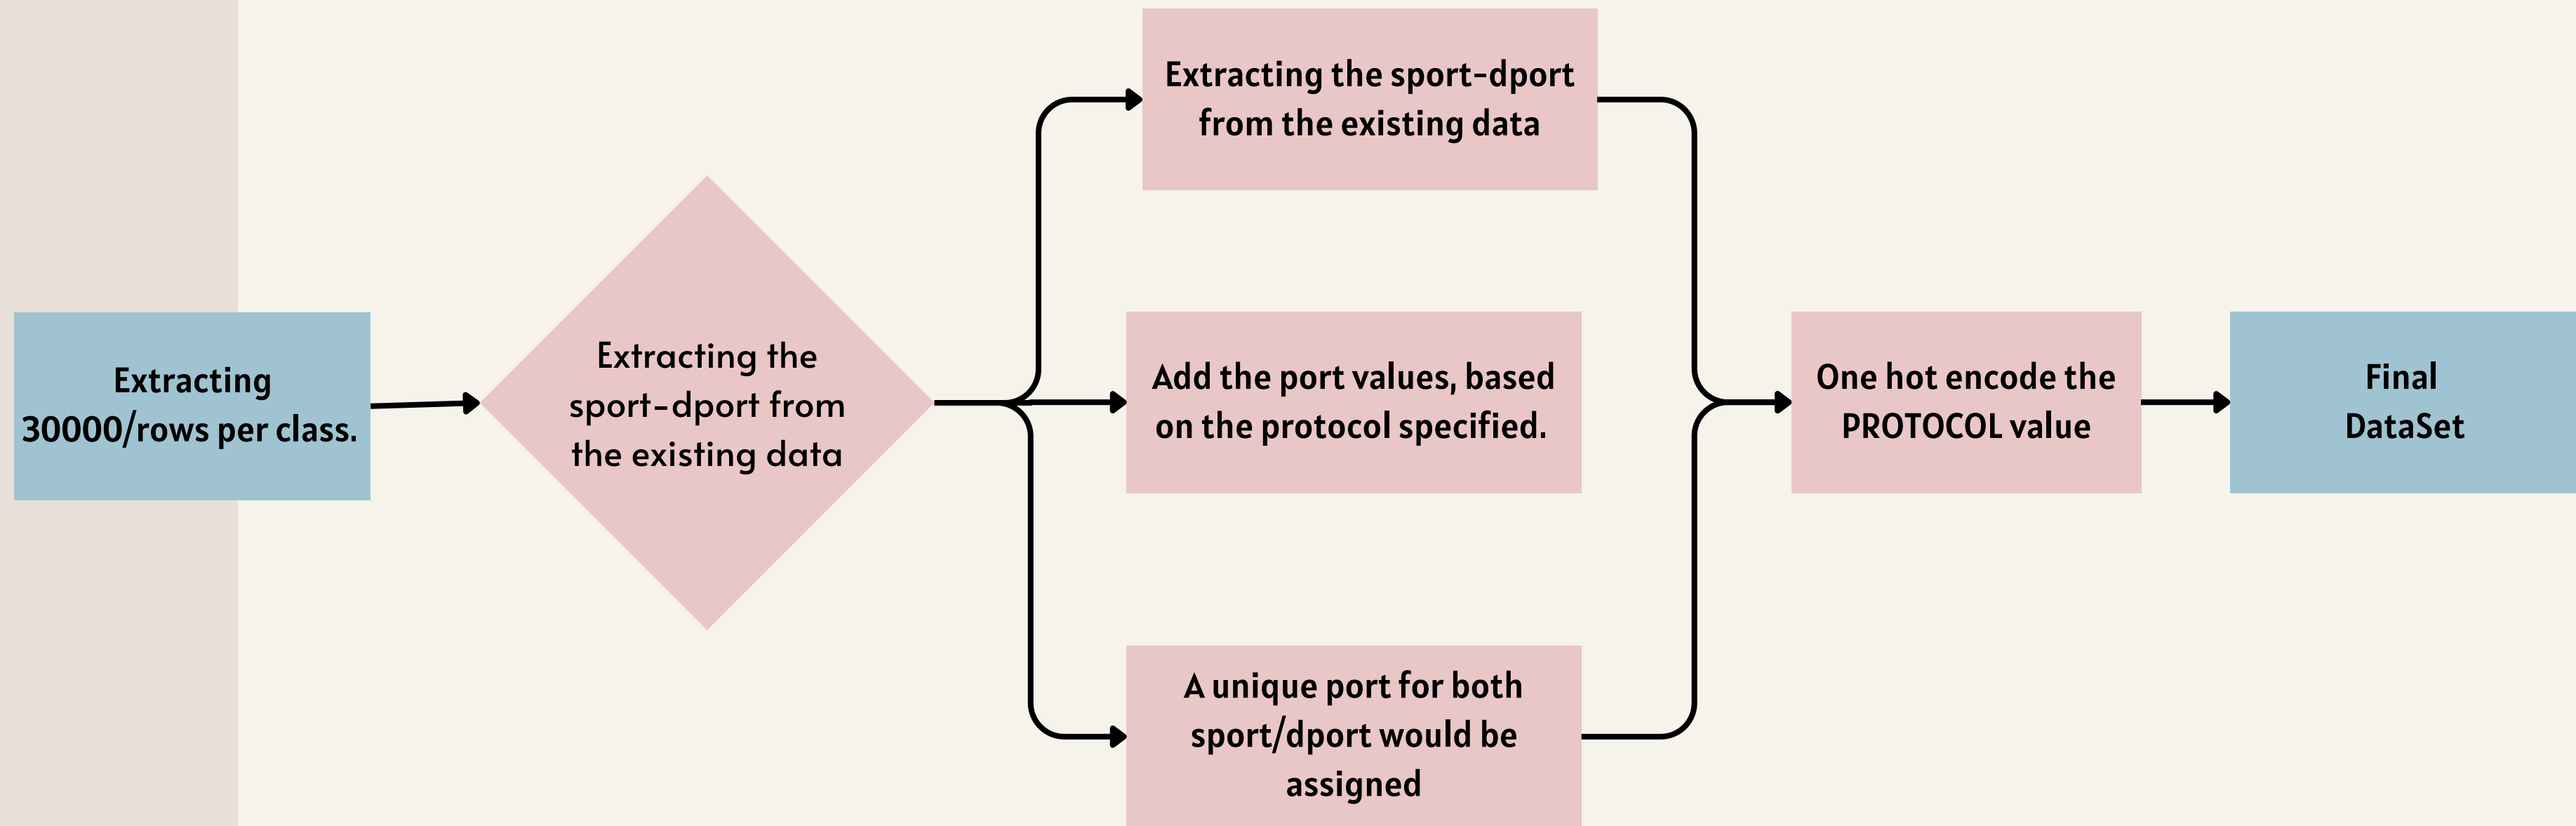 Extracting
30000/rows per class.
Extracting the
sport-dport from
the existing data
Extracting the sport-dport
from the existing data
Add the port values, based
on the protocol specified.
A unique port for both
sport/dport would be
assigned
One hot encode the
PROTOCOL value
Final
DataSet